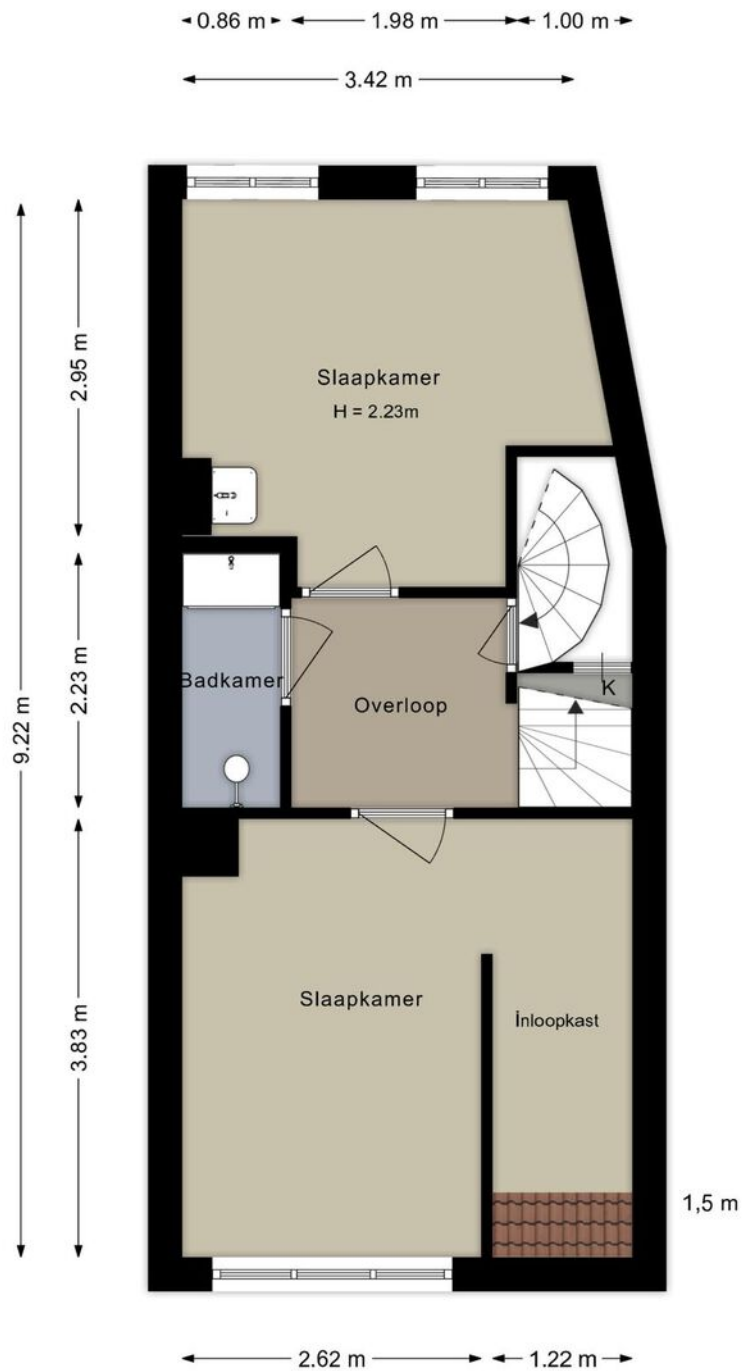 0.86 m 1.98 m 1.00 m
3.42 m
2.95 m
Slaapkamer
H = 2.23m
2.23 m
9.22 m
Badkamer
K
Overloop
3.83 m
Slaapkamer
İnloopkast
1,5 m
2.62 m 1.22 m